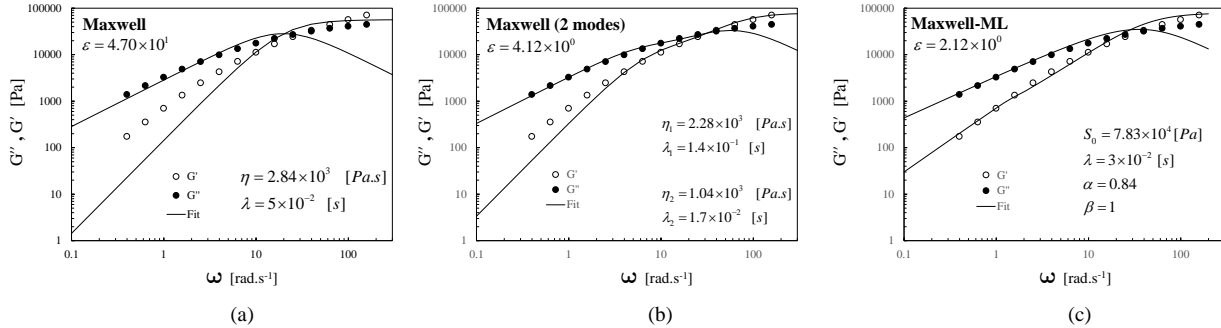 Maxwell
ε = 4.70×10¹
G'', G' [Pa]
100000
10000
1000
100
10
1
0.1 1 10 100
G'
G''
Fit
η = 2.84×10³ [Pa.s]
λ = 5×10⁻² [s]
ω [rad.s⁻¹]
(a)
Maxwell (2 modes)
ε = 4.12×10⁰
G'', G' [Pa]
100000
10000
1000
100
10
1
0.1 1 10 100
G'
G''
Fit
η₁ = 2.28×10³ [Pa.s]
λ₁ = 1.4×10⁻¹ [s]
η₂ = 1.04×10³ [Pa.s]
λ₂ = 1.7×10⁻² [s]
ω [rad.s⁻¹]
(b)
Maxwell-ML
ε = 2.12×10⁰
G'', G' [Pa]
100000
10000
1000
100
10
1
0.1 1 10 100
G'
G''
Fit
S₀ = 7.83×10⁴ [Pa]
λ = 3×10⁻² [s]
α = 0.84
β = 1
ω [rad.s⁻¹]
(c)